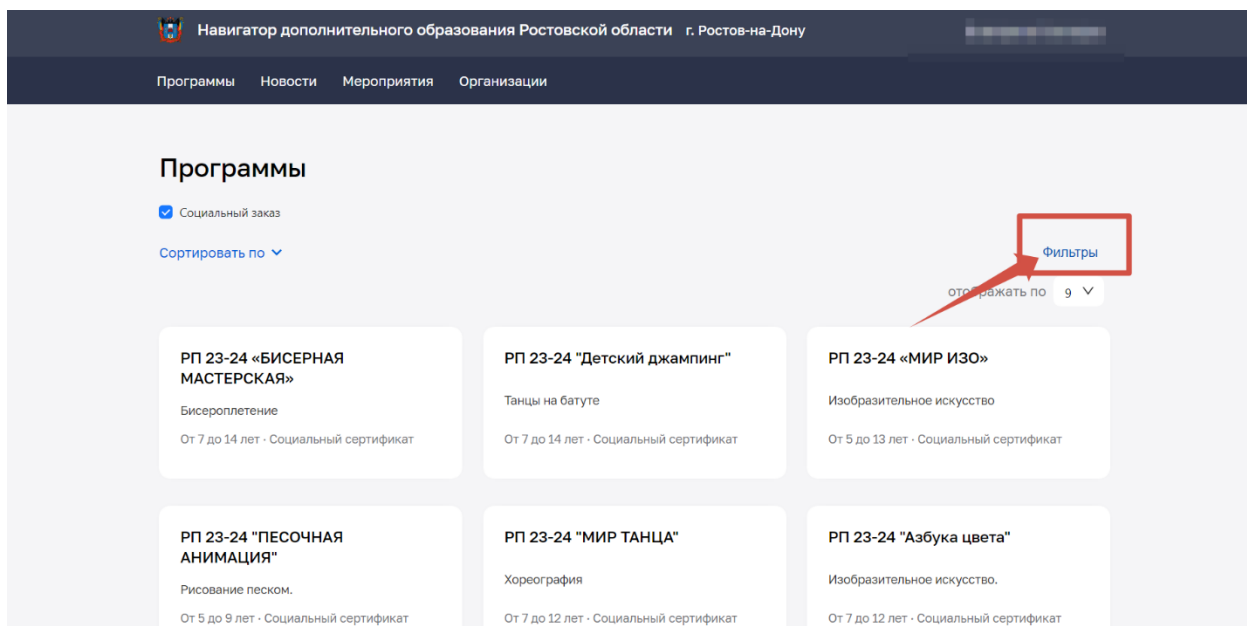 Навигатор дополнительного образования Ростовской области г. Ростов-на-Дону
Программы Новости Мероприятия Организации
Программы
Социальный заказ
Сортировать по
Фильтры
отображать по 9
РП 23-24 «БИСЕРНАЯ
МАСТЕРСКАЯ»
Бисероплетение
От 7 до 14 лет · Социальный сертификат
РП 23-24 "Детский джампинг"
Танцы на батуте
От 7 до 14 лет · Социальный сертификат
РП 23-24 «МИР ИЗО»
Изобразительное искусство
От 5 до 13 лет · Социальный сертификат
РП 23-24 "ПЕСОЧНАЯ
АНИМАЦИЯ"
Рисование песком.
От 5 до 9 лет · Социальный сертификат
РП 23-24 "МИР ТАНЦА"
Хореография
От 7 до 12 лет · Социальный сертификат
РП 23-24 "Азбука цвета"
Изобразительное искусство.
От 7 до 12 лет · Социальный сертификат